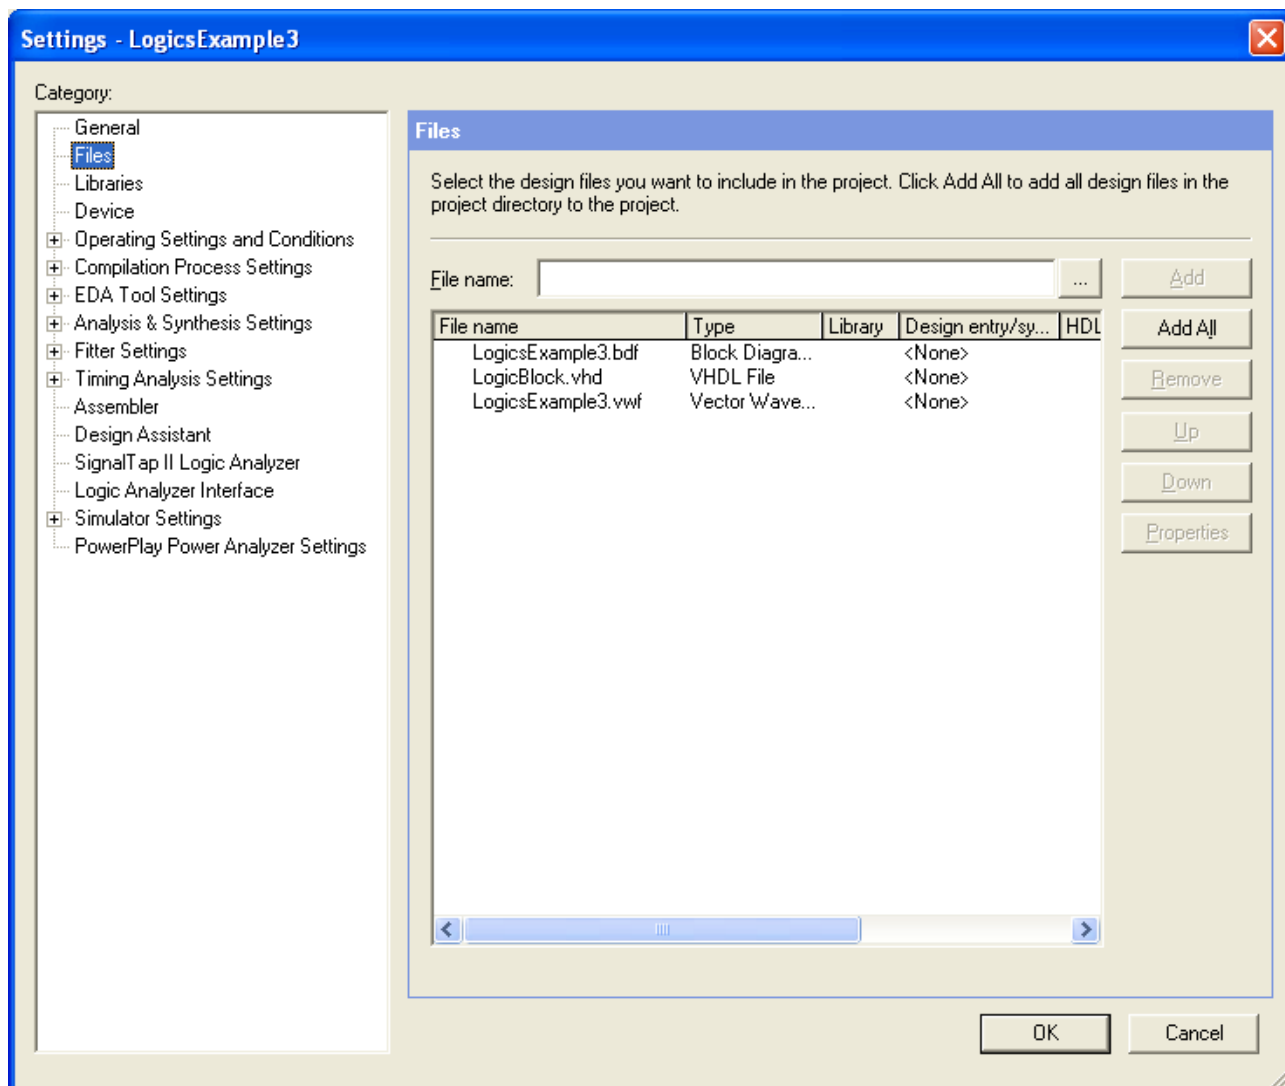 Settings - LogicsExample3
Category:
General
Files
Libraries
Device
Operating Settings and Conditions
Compilation Process Settings
EDA Tool Settings
Analysis & Synthesis Settings
Fitter Settings
Timing Analysis Settings
Assembler
Design Assistant
SignalTap II Logic Analyzer
Logic Analyzer Interface
Simulator Settings
PowerPlay Power Analyzer Settings
Files
Select the design files you want to include in the project. Click Add All to add all design files in the
project directory to the project.
File name: ... Add
File name Type Library Design entry/sy... HDL
LogicsExample3.bdf Block Diagra... <None>
LogicBlock.vhd VHDL File <None>
LogicsExample3.vwf Vector Wave... <None>
Add All
Remove
Up
Down
Properties
OK Cancel